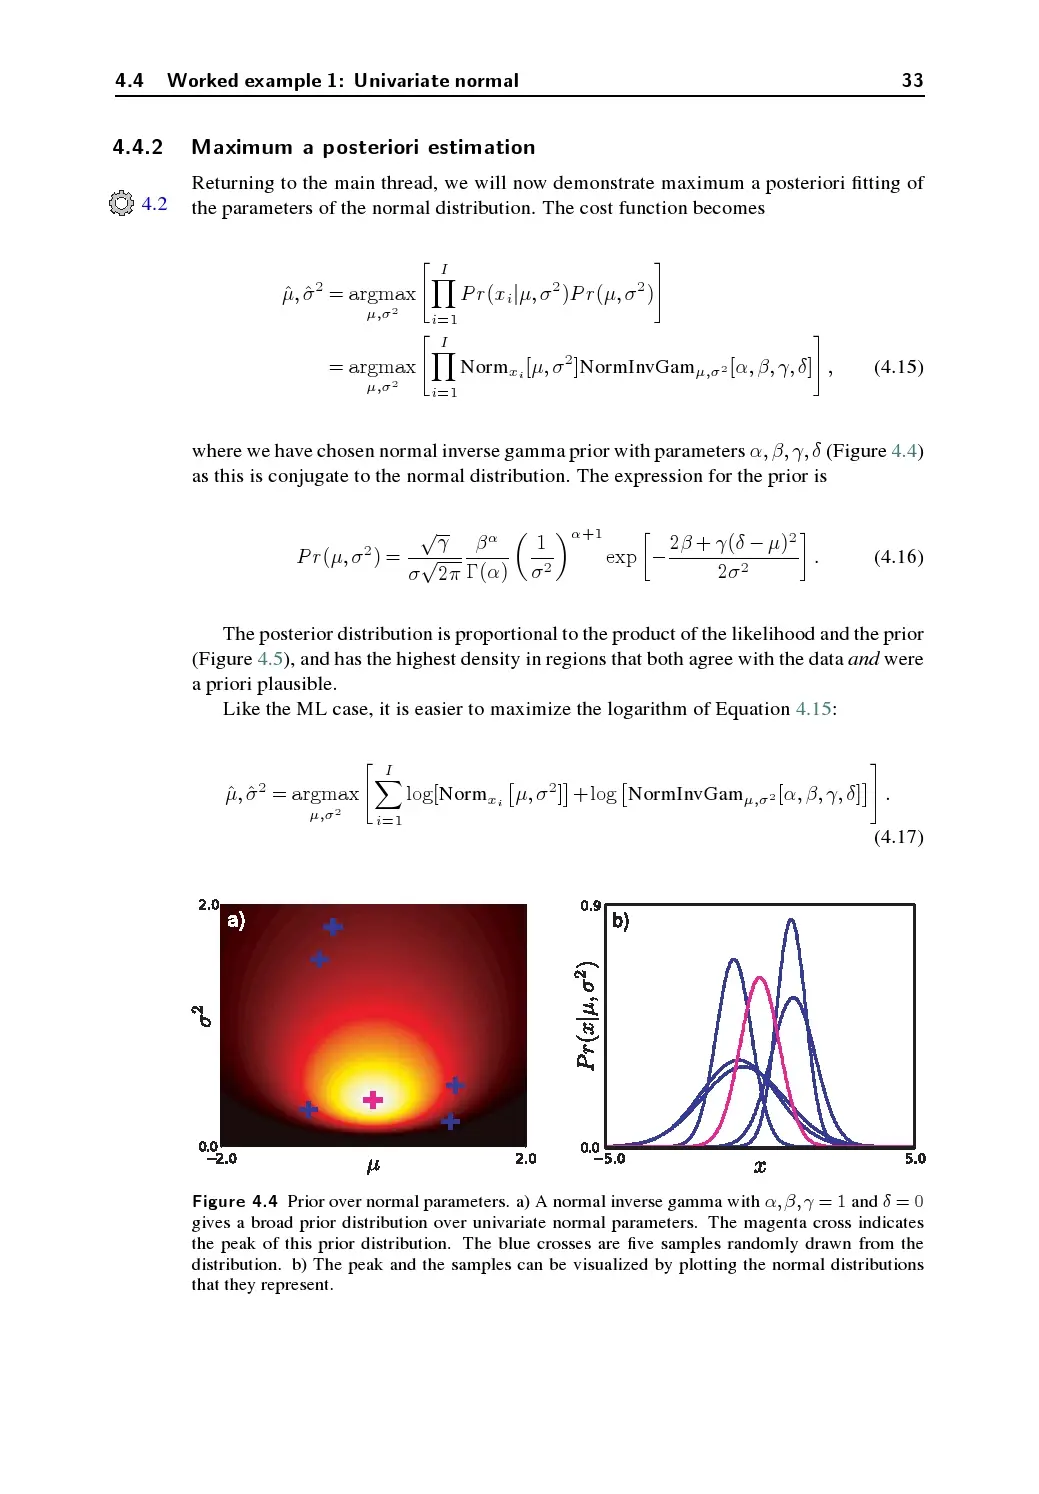 4.4 Worked example 1: Univariate normal 33
4.4.2 Maximum a posteriori estimation
Returning to the main thread, we will now demonstrate maximum a posteriori fitting of
4.2 the parameters of the normal distribution. The cost function becomes
μ̂, σ̂² = argmax_{μ,σ²} [∏_{i=1}^{I} Pr(x_i|μ, σ²)Pr(μ, σ²)]
= argmax_{μ,σ²} [∏_{i=1}^{I} Norm_{x_i}[μ, σ²]NormInvGam_{μ,σ²}[α, β, γ, δ]], (4.15)
where we have chosen normal inverse gamma prior with parameters α, β, γ, δ (Figure 4.4)
as this is conjugate to the normal distribution. The expression for the prior is
Pr(μ, σ²) = √γ/(σ√2π) β^α/Γ(α) (1/σ²)^{α+1} exp[−(2β + γ(δ − μ)²)/(2σ²)]. (4.16)
The posterior distribution is proportional to the product of the likelihood and the prior
(Figure 4.5), and has the highest density in regions that both agree with the data and were
a priori plausible.
Like the ML case, it is easier to maximize the logarithm of Equation 4.15:
μ̂, σ̂² = argmax_{μ,σ²} [∑_{i=1}^{I} log[Norm_{x_i}[μ, σ²]] + log[NormInvGam_{μ,σ²}[α, β, γ, δ]]].
(4.17)
2.0 a) σ² 0.0 −2.0 μ 2.0
0.9 b) Pr(x|μ, σ²) 0.0 −5.0 x 5.0
Figure 4.4 Prior over normal parameters. a) A normal inverse gamma with α, β, γ = 1 and δ = 0
gives a broad prior distribution over univariate normal parameters. The magenta cross indicates
the peak of this prior distribution. The blue crosses are five samples randomly drawn from the
distribution. b) The peak and the samples can be visualized by plotting the normal distributions
that they represent.